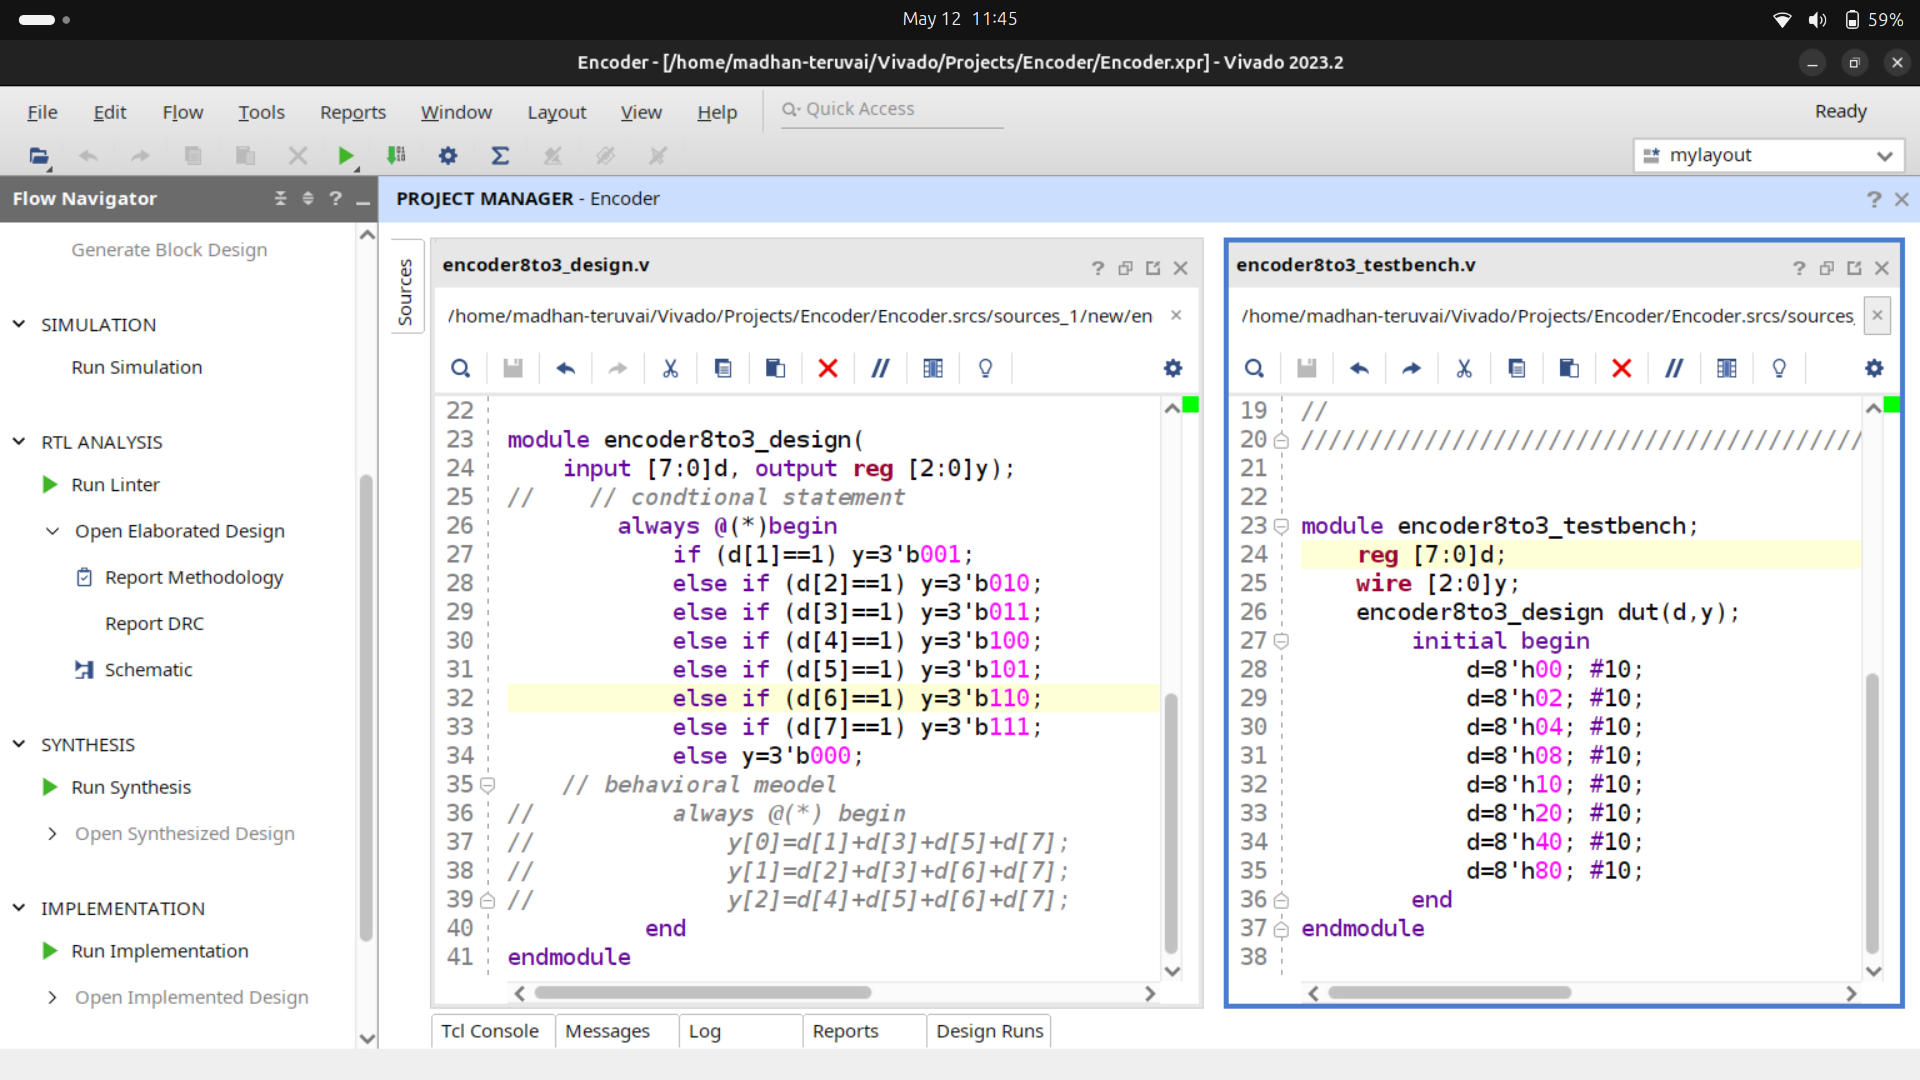 May 12 11:45
59%
Encoder - [/home/madhan-teruvai/Vivado/Projects/Encoder/Encoder.xpr] - Vivado 2023.2
File Edit Flow Tools Reports Window Layout View Help
Quick Access
Ready
mylayout
Flow Navigator
?
PROJECT MANAGER - Encoder
?
Generate Block Design
SIMULATION
Run Simulation
RTL ANALYSIS
Run Linter
Open Elaborated Design
Report Methodology
Report DRC
Schematic
SYNTHESIS
Run Synthesis
Open Synthesized Design
IMPLEMENTATION
Run Implementation
Open Implemented Design
Sources
encoder8to3_design.v
?
/home/madhan-teruvai/Vivado/Projects/Encoder/Encoder.srcs/sources_1/new/en
22
23 module encoder8to3_design(
24 input [7:0]d, output reg [2:0]y);
25 // // condtional statement
26 always @(*)begin
27 if (d[1]==1) y=3'b001;
28 else if (d[2]==1) y=3'b010;
29 else if (d[3]==1) y=3'b011;
30 else if (d[4]==1) y=3'b100;
31 else if (d[5]==1) y=3'b101;
32 else if (d[6]==1) y=3'b110;
33 else if (d[7]==1) y=3'b111;
34 else y=3'b000;
35 // behavioral meodel
36 // always @(*) begin
37 // y[0]=d[1]+d[3]+d[5]+d[7];
38 // y[1]=d[2]+d[3]+d[6]+d[7];
39 // y[2]=d[4]+d[5]+d[6]+d[7];
40 end
41 endmodule
encoder8to3_testbench.v
?
/home/madhan-teruvai/Vivado/Projects/Encoder/Encoder.srcs/sources_
19 //
20 /////////////////////////////////////////
21
22
23 module encoder8to3_testbench;
24 reg [7:0]d;
25 wire [2:0]y;
26 encoder8to3_design dut(d,y);
27 initial begin
28 d=8'h00; #10;
29 d=8'h02; #10;
30 d=8'h04; #10;
31 d=8'h08; #10;
32 d=8'h10; #10;
33 d=8'h20; #10;
34 d=8'h40; #10;
35 d=8'h80; #10;
36 end
37 endmodule
38
Tcl Console Messages Log Reports Design Runs